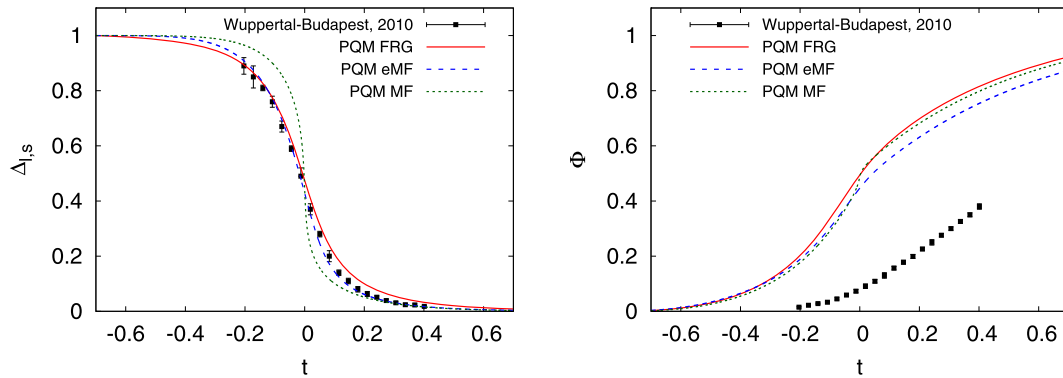 Wuppertal-Budapest, 2010
PQM FRG
PQM eMF
PQM MF
1
0.8
0.6
0.4
0.2
0
Δl,s
-0.6 -0.4 -0.2 0 0.2 0.4 0.6
t
Wuppertal-Budapest, 2010
PQM FRG
PQM eMF
PQM MF
1
0.8
0.6
0.4
0.2
0
Φ
-0.6 -0.4 -0.2 0 0.2 0.4 0.6
t